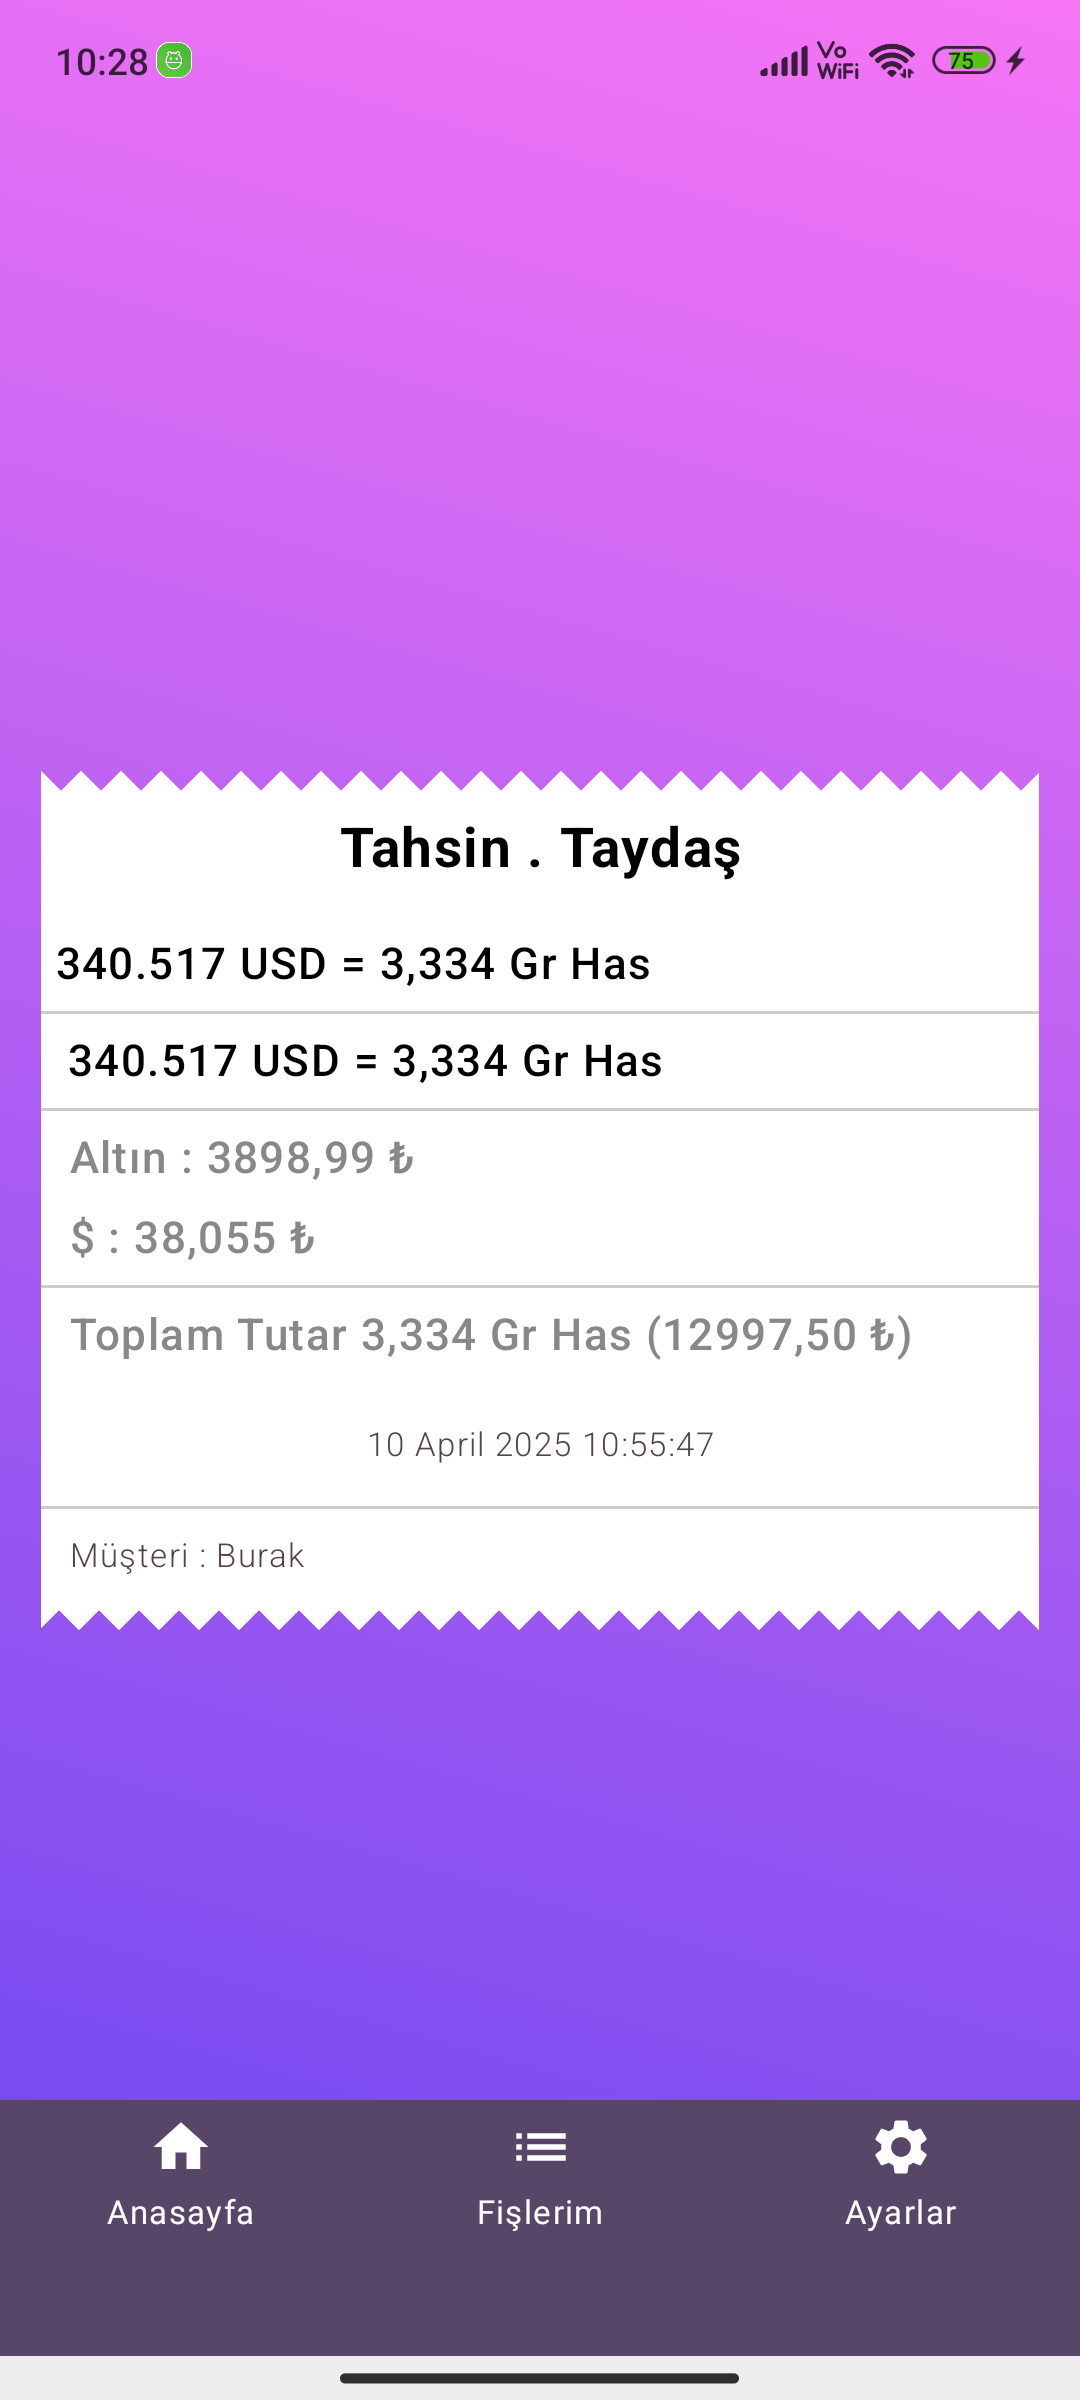 10:28
Vo
WiFi
75
Tahsin . Taydaş
340.517 USD = 3,334 Gr Has
340.517 USD = 3,334 Gr Has
Altın : 3898,99 ₺
$ : 38,055 ₺
Toplam Tutar 3,334 Gr Has (12997,50 ₺)
10 April 2025 10:55:47
Müşteri : Burak
Anasayfa
Fişlerim
Ayarlar